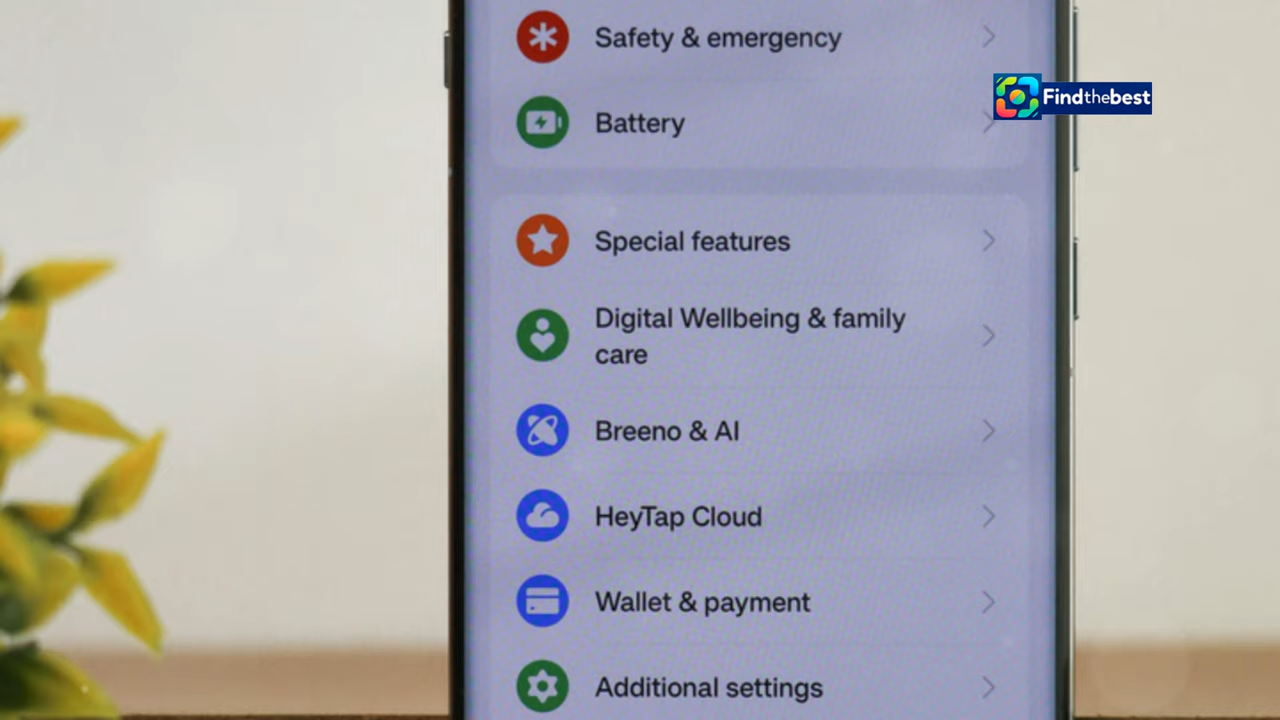 Safety & emergency
Findthebest
Battery
Special features
Digital Wellbeing & family
care
Breeno & AI
HeyTap Cloud
Wallet & payment
Additional settings